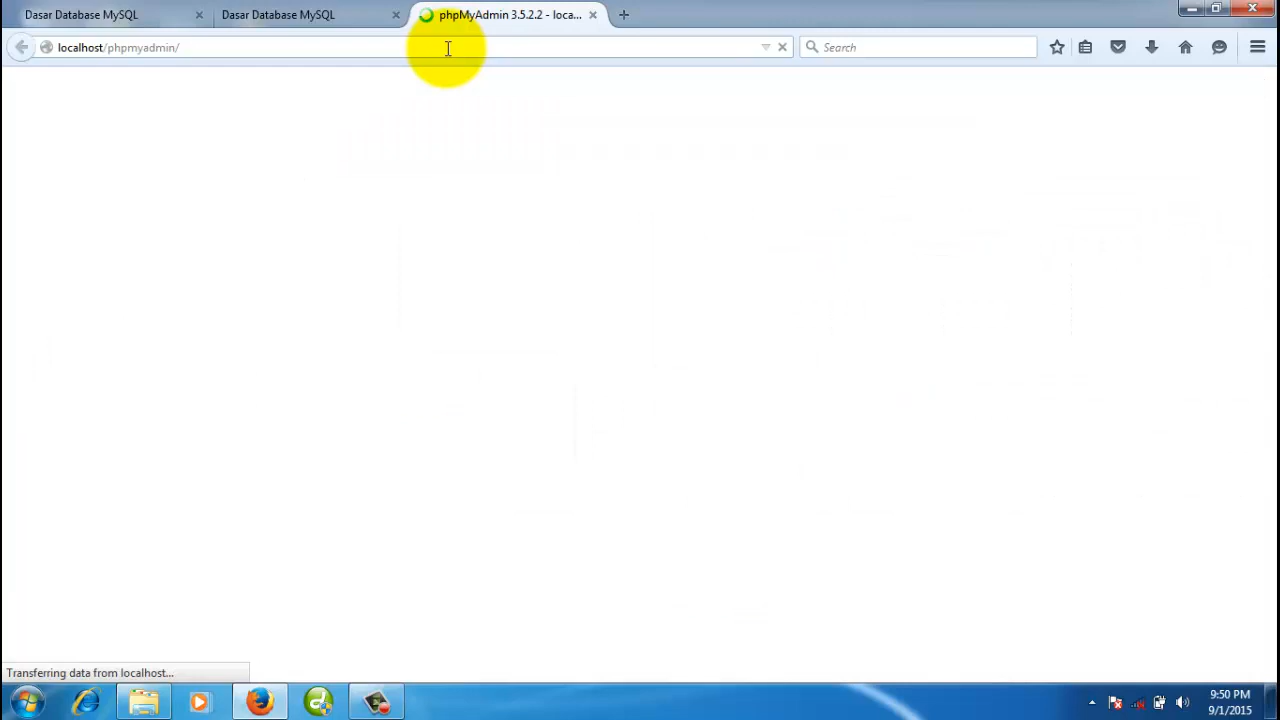 Dasar Database MySQL
Dasar Database MySQL
phpMyAdmin 3.5.2.2 - loca...
localhost/phpmyadmin/
Search
Transferring data from localhost...
9:50 PM
9/1/2015